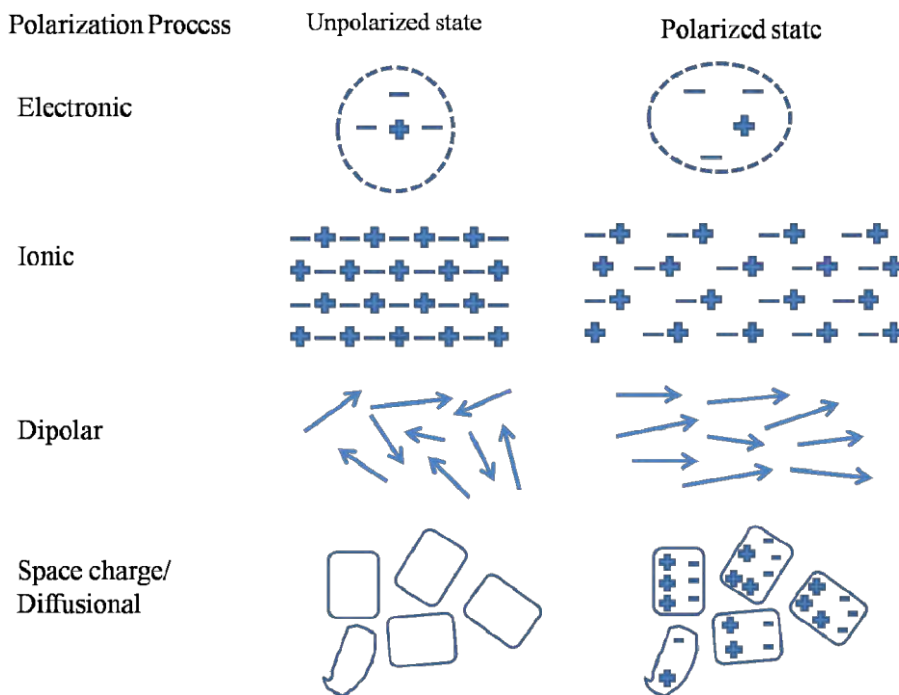 Polarization Process
Unpolarized state
Polarized state
Electronic
Ionic
Dipolar
Space charge/
Diffusional